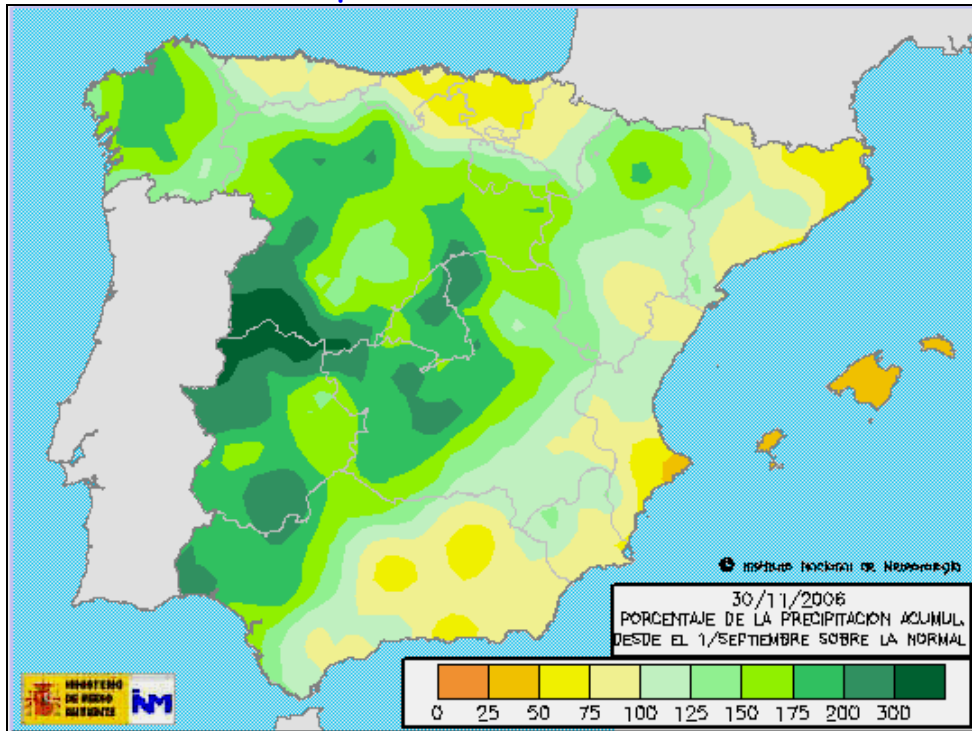 Instituto Nacional de Meteorología
30/11/2006
PORCENTAJE DE LA PRECIPITACION ACUMUL.
DESDE EL 1/SEPTIEMBRE SOBRE LA NORMAL
MINISTERIO
DE MEDIO
AMBIENTE
INM
0 25 50 75 100 125 150 175 200 300